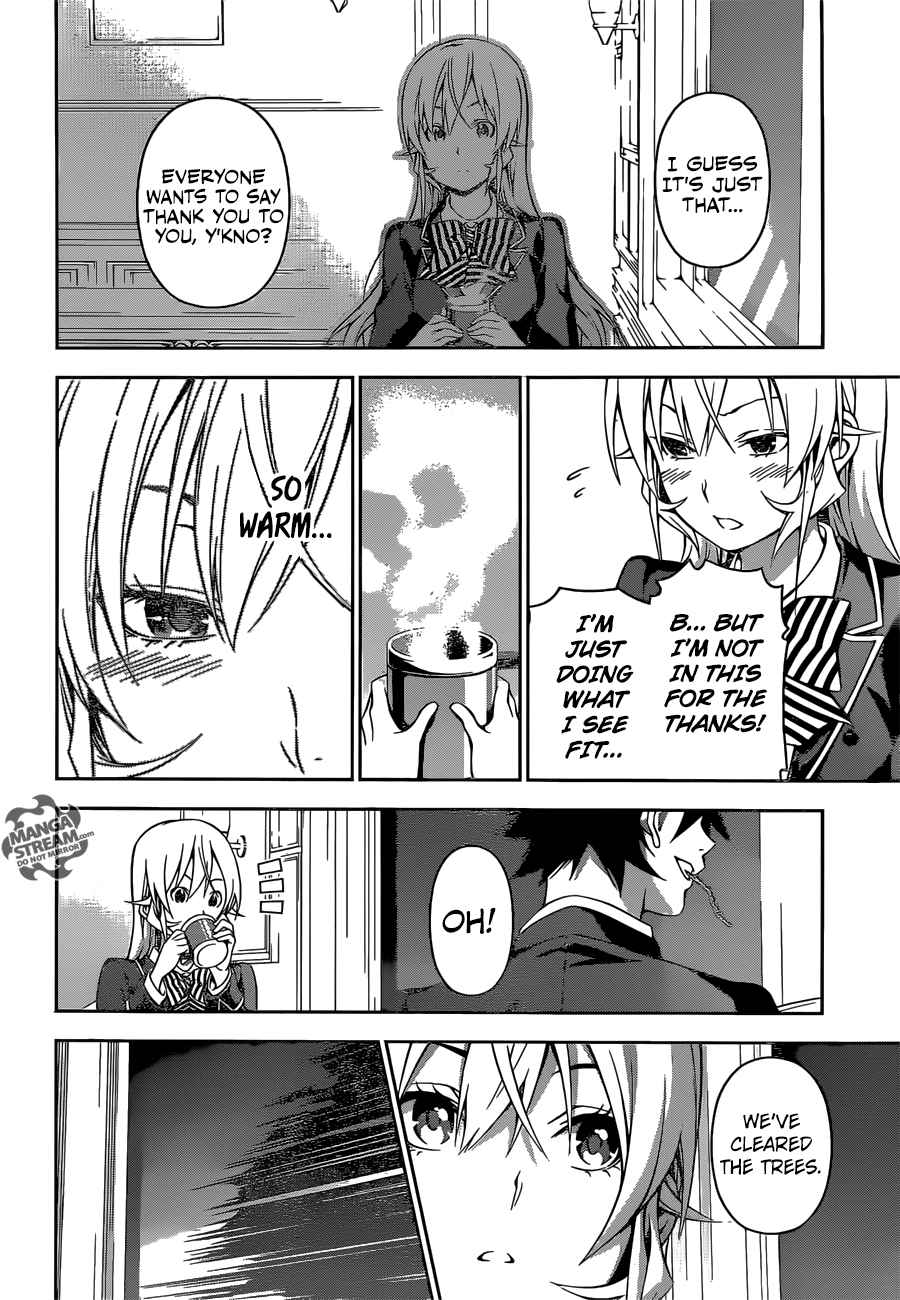 I GUESS
IT'S JUST
THAT...
EVERYONE
WANTS TO SAY
THANK YOU TO
YOU, Y'KNO?
B... BUT
I'M NOT
IN THIS
FOR THE
THANKS!
I'M
JUST
DOING
WHAT
I SEE
FIT...
SO
WARM...
MANGA
STREAM.com
DO NOT MIRROR
OH!
WE'VE
CLEARED
THE TREES.